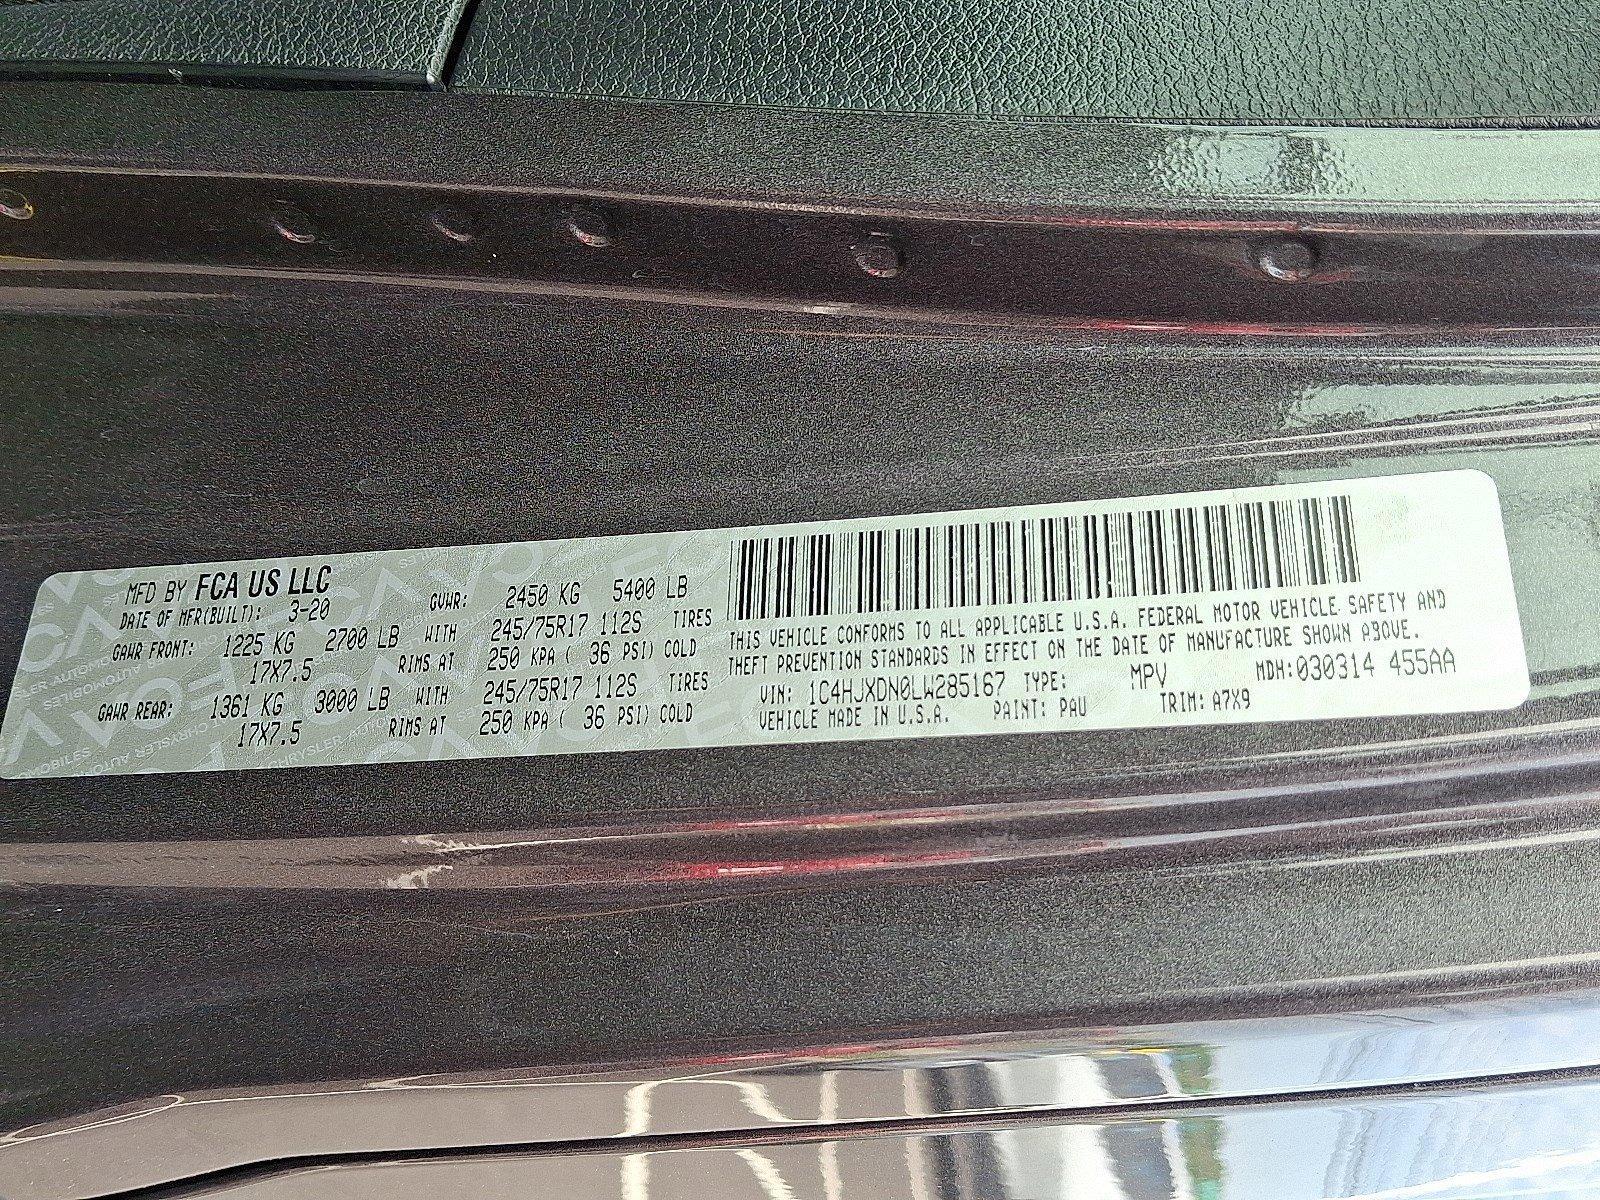 MFD BY FCA US LLC
DATE OF MFR(BUILT): 3-20
GVWR: 2450 KG 5400 LB
GAWR FRONT: 1225 KG 2700 LB WITH 245/75R17 112S TIRES
17X7.5 RIMS AT 250 KPA ( 36 PSI) COLD
GAWR REAR: 1361 KG 3000 LB WITH 245/75R17 112S TIRES
17X7.5 RIMS AT 250 KPA ( 36 PSI) COLD
THIS VEHICLE CONFORMS TO ALL APPLICABLE U.S.A. FEDERAL MOTOR VEHICLE SAFETY AND
THEFT PREVENTION STANDARDS IN EFFECT ON THE DATE OF MANUFACTURE SHOWN ABOVE.
VIN: 1C4HJXDN0LW285167 TYPE: MPV MDH:030314 455AA
VEHICLE MADE IN U.S.A. PAINT: PAU TRIM: A7X9